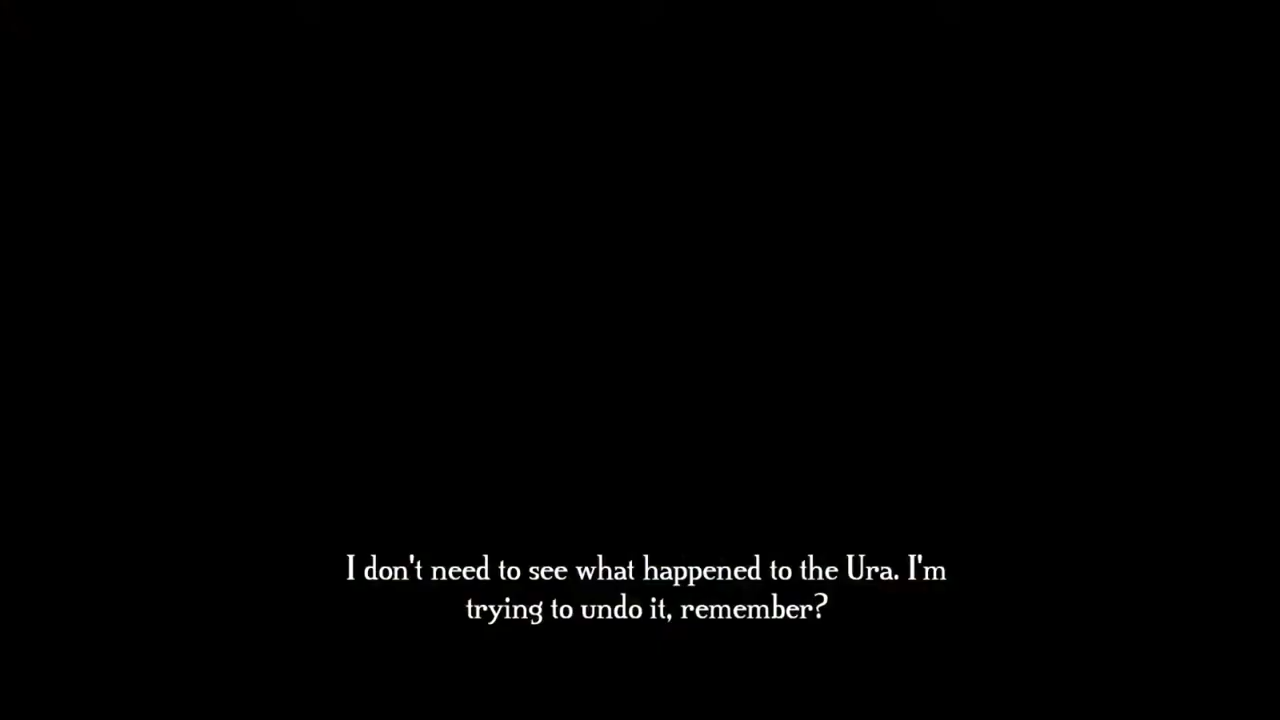 I don't need to see what happened to the Ura. I'm
trying to undo it, remember?